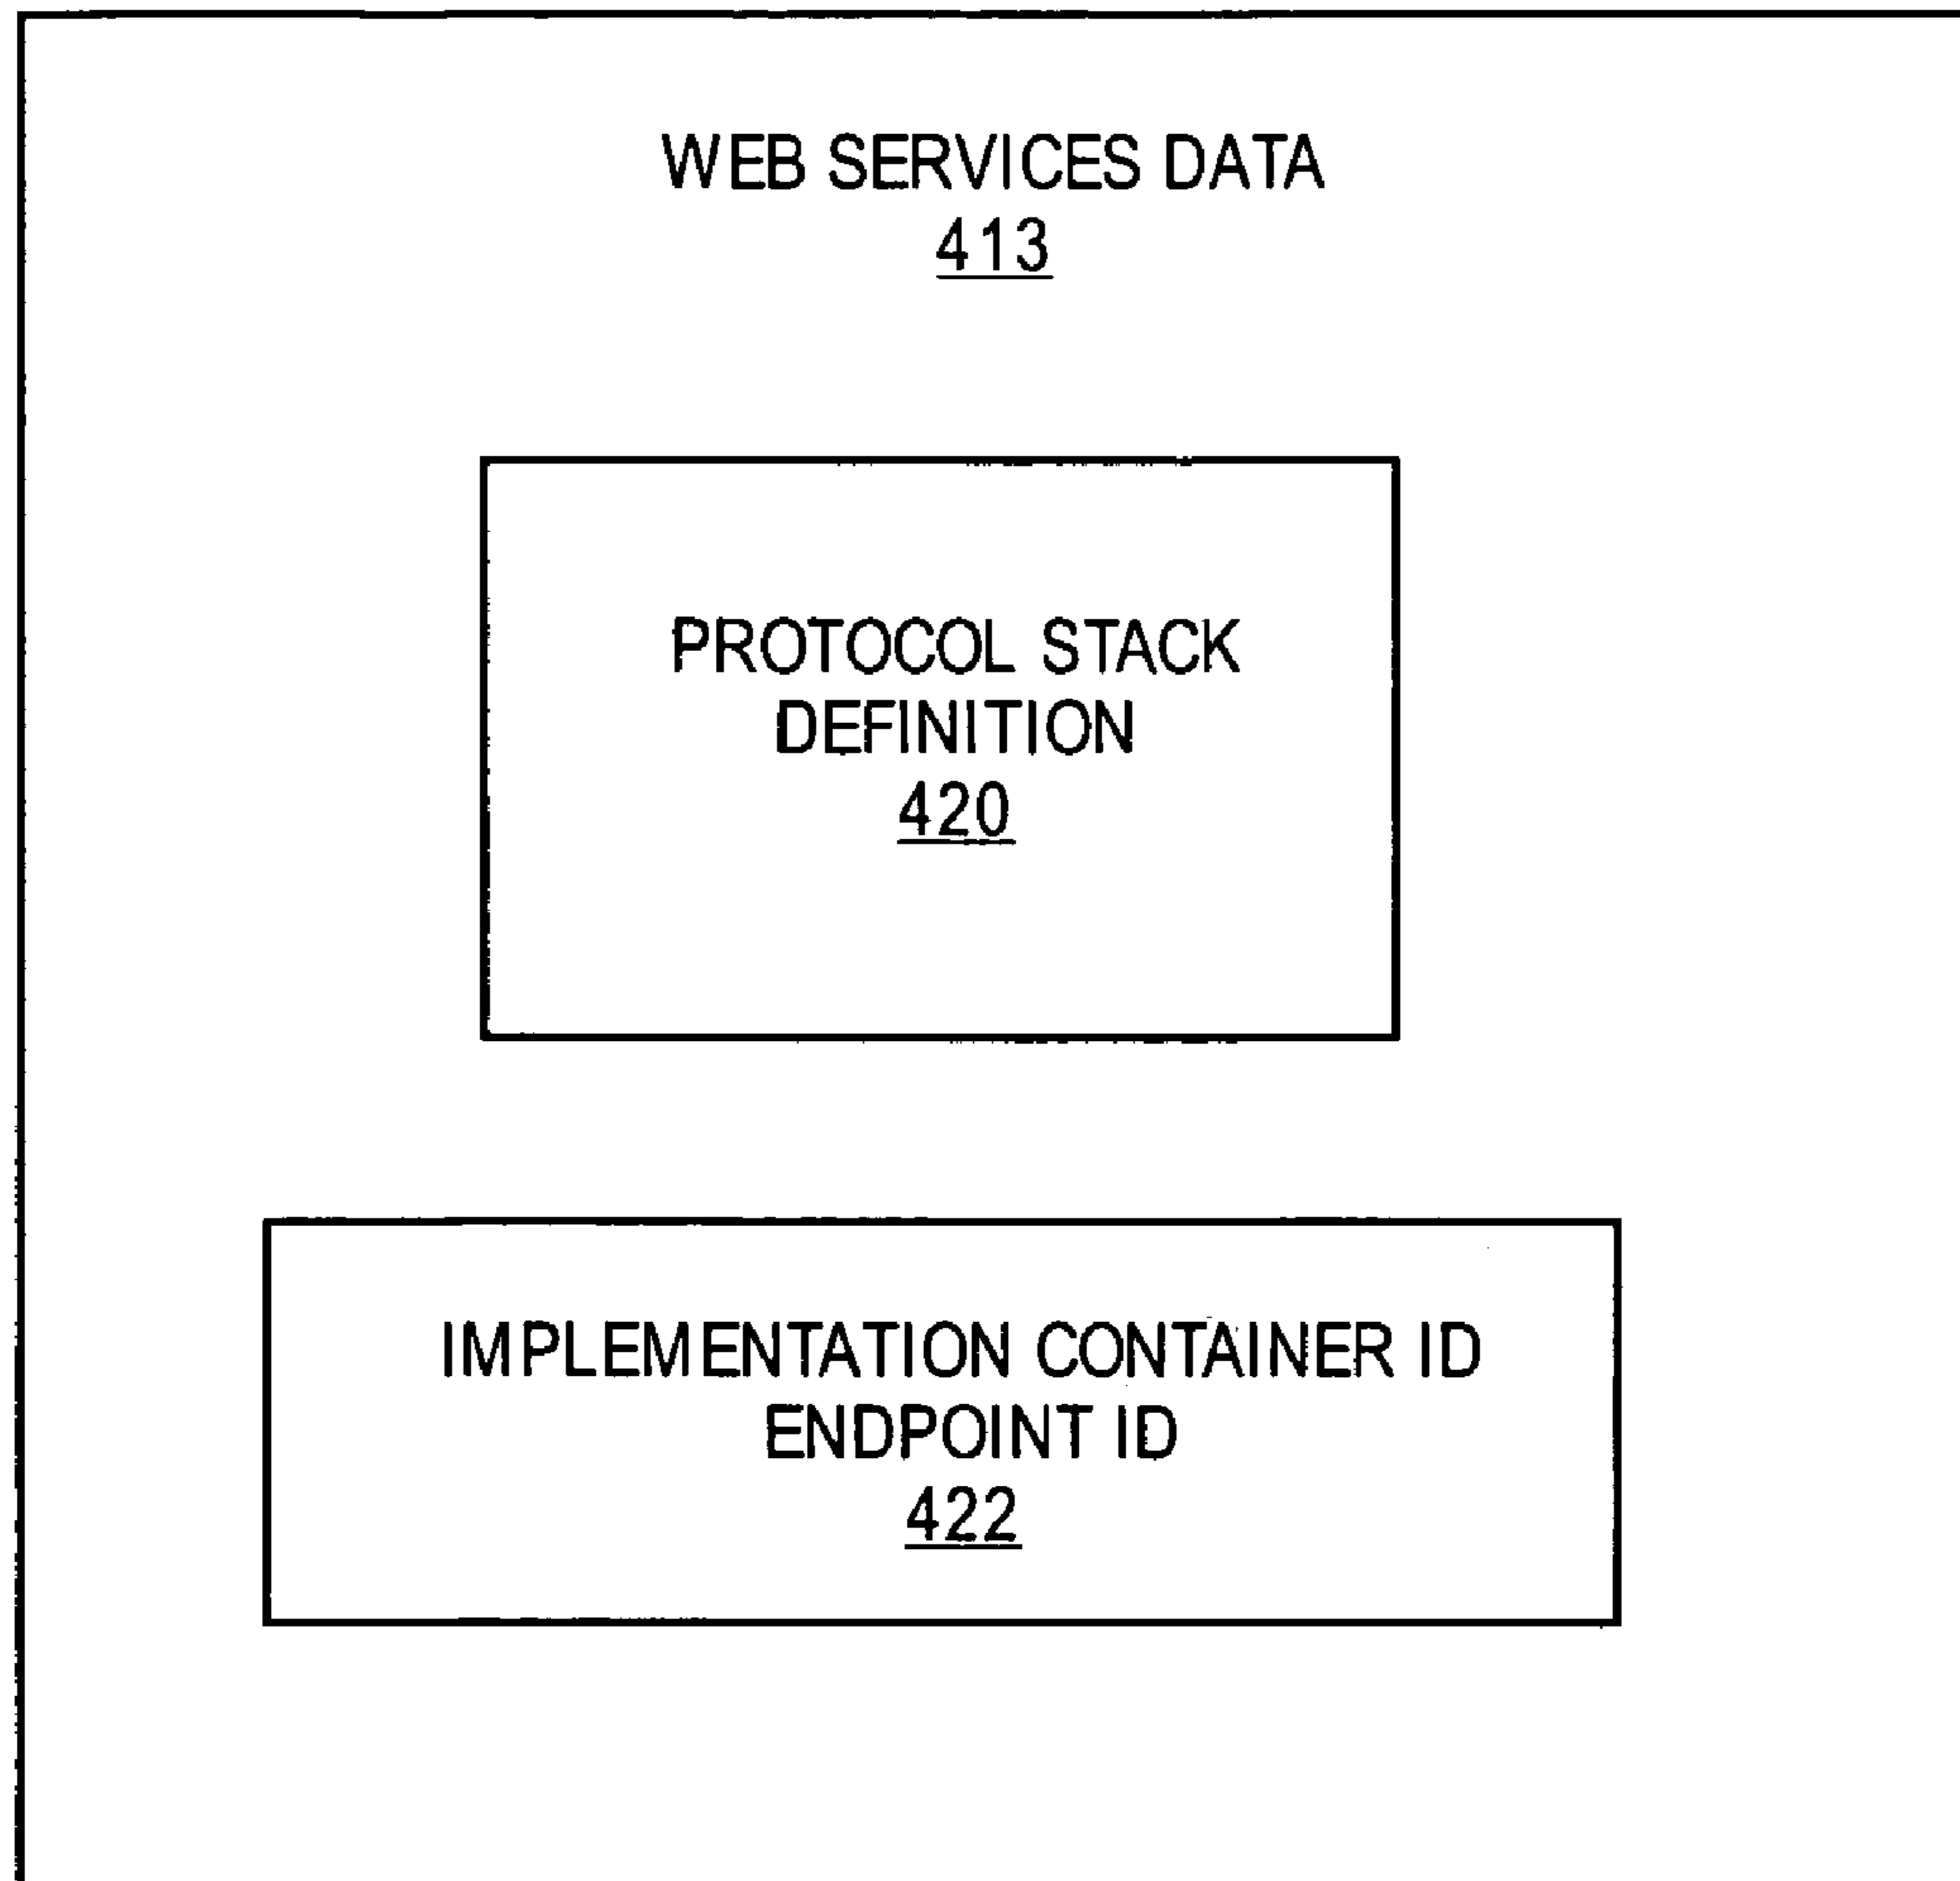 WEB SERVICES DATA
413
PROTOCOL STACK
DEFINITION
420
IMPLEMENTATION CONTAINER ID
ENDPOINT ID
422